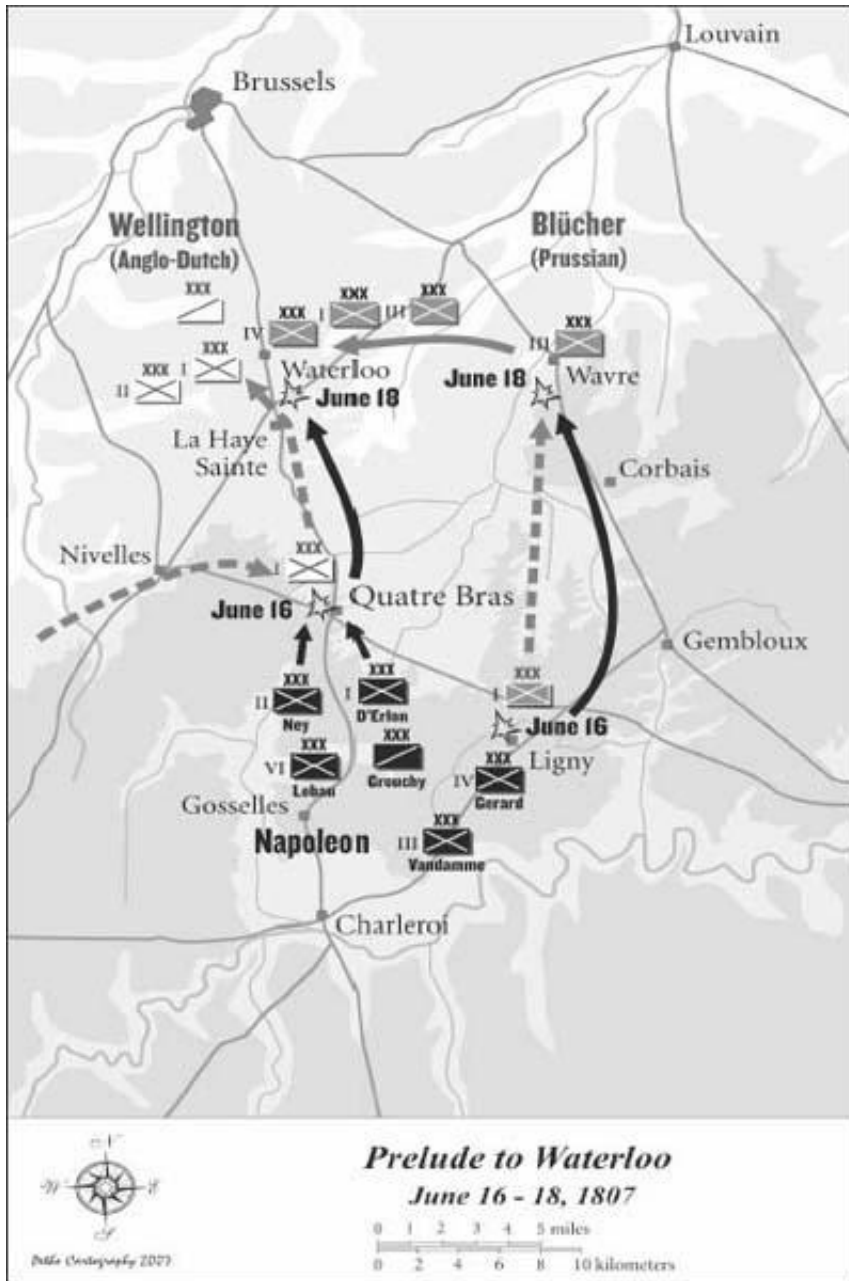 Louvain
Brussels
Wellington
(Anglo-Dutch)
Blücher
(Prussian)
XXX
XXX
IV
XXX
I
XXX
III
XXX
XXX
III
XXX
I
XXX
II
Waterloo
June 18
June 18
Wavre
La Haye
Sainte
Corbais
Nivelles
XXX
I
June 16
Quatre Bras
Gembloux
XXX
II
Ney
XXX
I
D'Erlon
XXX
I
June 16
Ligny
XXX
VI
Lobau
XXX
Grouchy
XXX
IV
Gerard
Gosselles
Napoleon
XXX
III
Vandamme
Charleroi
N
W
E
S
Prelude to Waterloo
June 16 - 18, 1807
0 1 2 3 4 5 miles
0 2 4 6 8 10 kilometers
Cartography